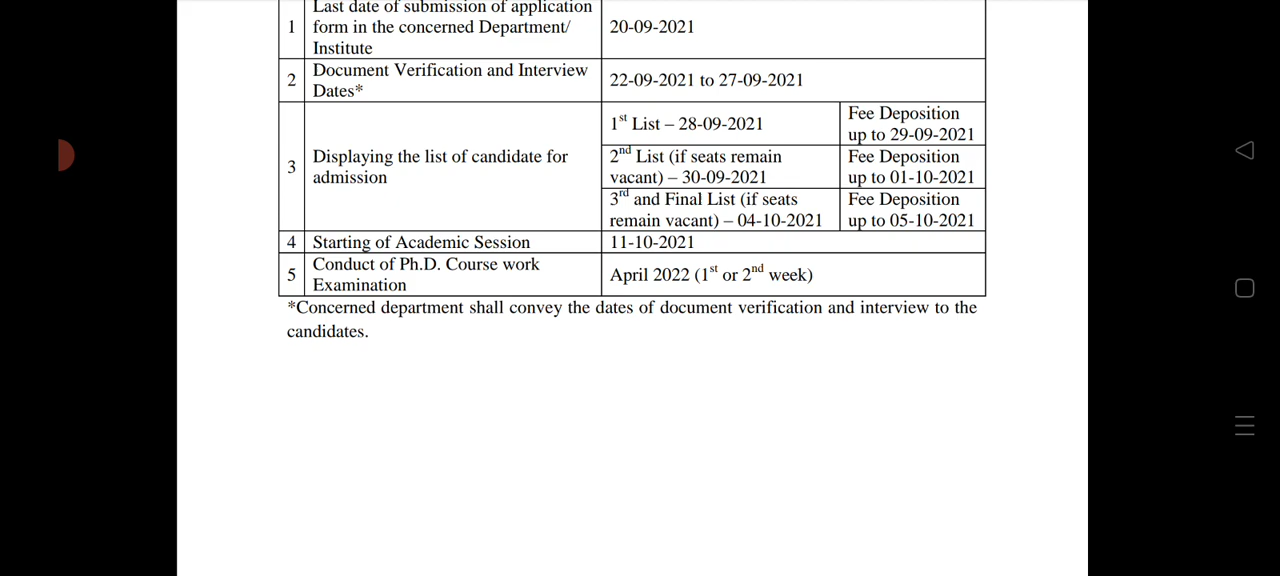 Last date of submission of application
1 form in the concerned Department/ 20-09-2021
Institute
2 Document Verification and Interview 22-09-2021 to 27-09-2021
Dates*
3 Displaying the list of candidate for
admission
1st List – 28-09-2021 Fee Deposition
up to 29-09-2021
2nd List (if seats remain Fee Deposition
vacant) – 30-09-2021 up to 01-10-2021
3rd and Final List (if seats Fee Deposition
remain vacant) – 04-10-2021 up to 05-10-2021
4 Starting of Academic Session 11-10-2021
5 Conduct of Ph.D. Course work April 2022 (1st or 2nd week)
Examination
*Concerned department shall convey the dates of document verification and interview to the
candidates.